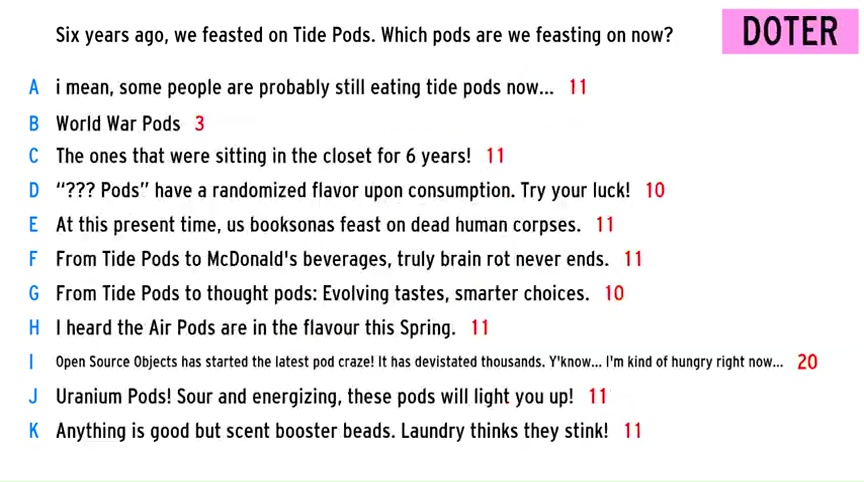 Six years ago, we feasted on Tide Pods. Which pods are we feasting on now? DOTER
A i mean, some people are probably still eating tide pods now... 11
B World War Pods 3
C The ones that were sitting in the closet for 6 years! 11
D “??? Pods” have a randomized flavor upon consumption. Try your luck! 10
E At this present time, us booksonas feast on dead human corpses. 11
F From Tide Pods to McDonald's beverages, truly brain rot never ends. 11
G From Tide Pods to thought pods: Evolving tastes, smarter choices. 10
H I heard the Air Pods are in the flavour this Spring. 11
I Open Source Objects has started the latest pod craze! It has devistated thousands. Y'know... I'm kind of hungry right now... 20
J Uranium Pods! Sour and energizing, these pods will light you up! 11
K Anything is good but scent booster beads. Laundry thinks they stink! 11